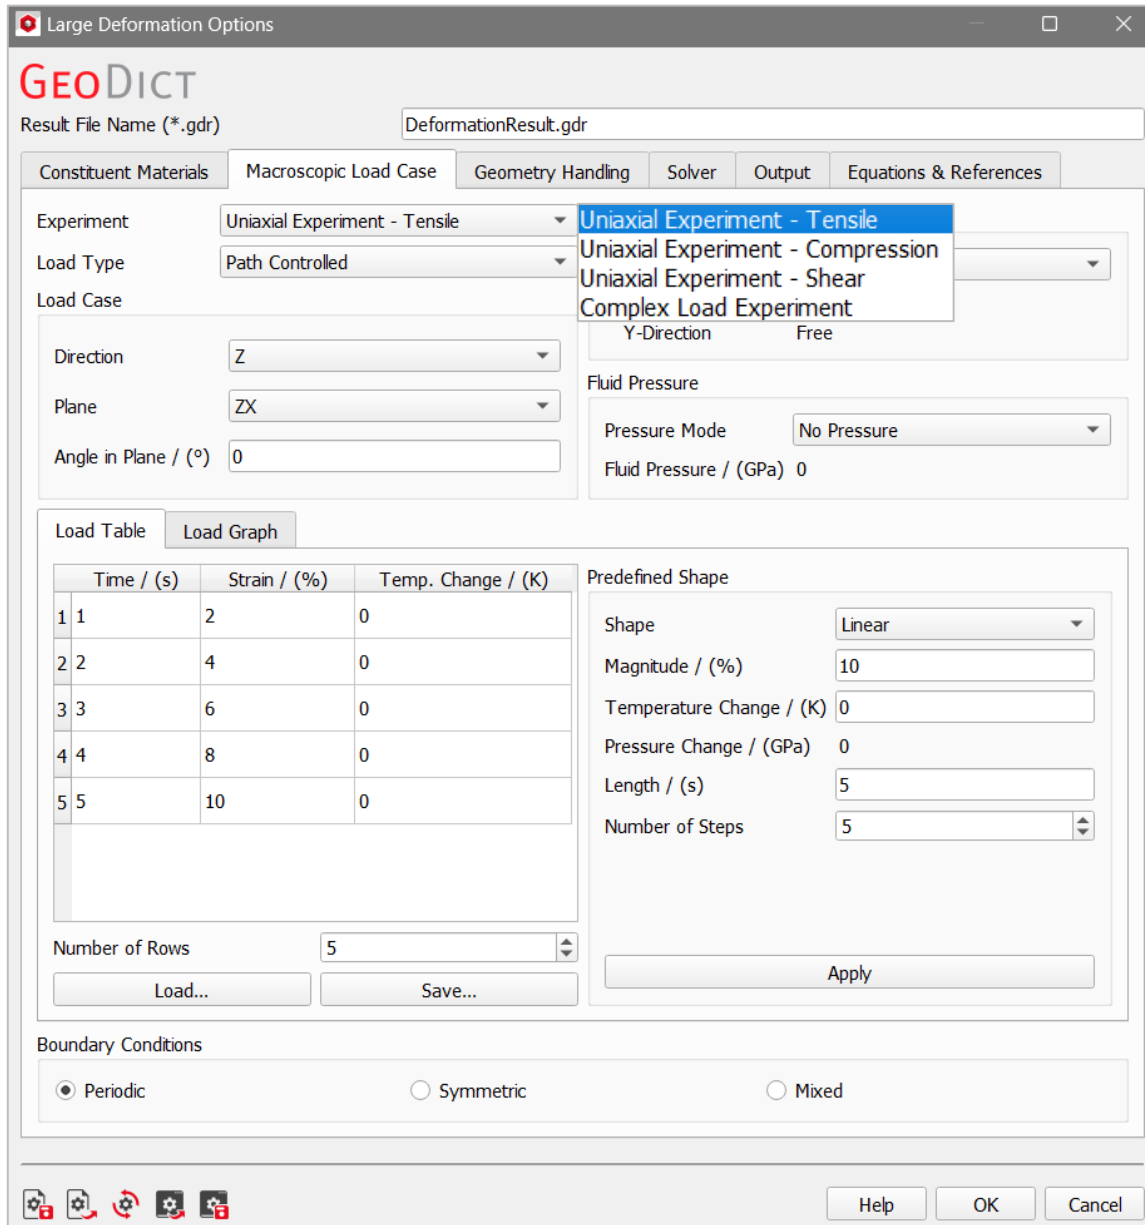 Large Deformation Options
GEODICT
Result File Name (*.gdr) DeformationResult.gdr
Constituent Materials Macroscopic Load Case Geometry Handling Solver Output Equations & References
Experiment Uniaxial Experiment - Tensile
Uniaxial Experiment - Tensile
Uniaxial Experiment - Compression
Uniaxial Experiment - Shear
Complex Load Experiment
Load Type Path Controlled
Y-Direction Free
Load Case
Direction Z
Plane ZX
Angle in Plane / (º) 0
Fluid Pressure
Pressure Mode No Pressure
Fluid Pressure / (GPa) 0
Load Table Load Graph
Time / (s) Strain / (%) Temp. Change / (K)
1 1 2 0
2 2 4 0
3 3 6 0
4 4 8 0
5 5 10 0
Number of Rows 5
Load... Save...
Predefined Shape
Shape Linear
Magnitude / (%) 10
Temperature Change / (K) 0
Pressure Change / (GPa) 0
Length / (s) 5
Number of Steps 5
Apply
Boundary Conditions
Periodic Symmetric Mixed
Help OK Cancel